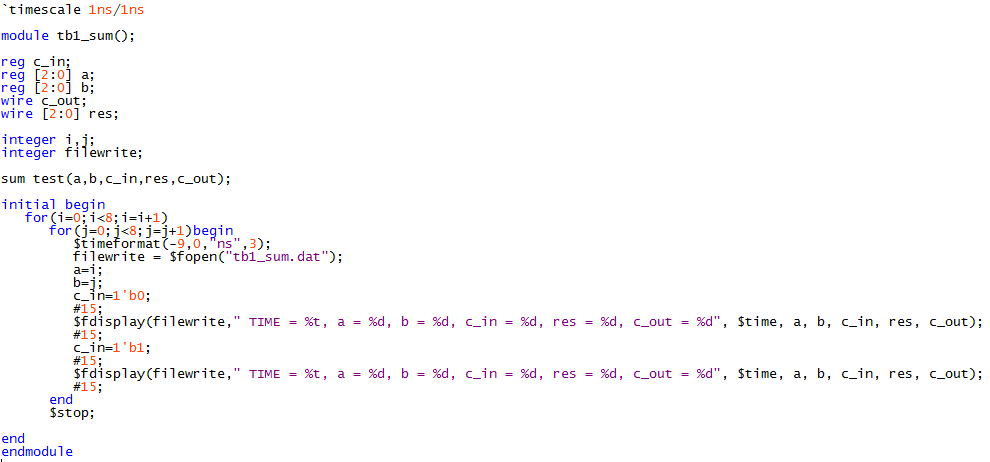 `timescale 1ns/1ns
module tb1_sum();
reg c_in;
reg [2:0] a;
reg [2:0] b;
wire c_out;
wire [2:0] res;
integer i,j;
integer filewrite;
sum test(a,b,c_in,res,c_out);
initial begin
for(i=0;i<8;i=i+1)
for(j=0;j<8;j=j+1)begin
$timeformat(-9,0,"ns",3);
filewrite = $fopen("tb1_sum.dat");
a=i;
b=j;
c_in=1'b0;
#15;
$fdisplay(filewrite," TIME = %t, a = %d, b = %d, c_in = %d, res = %d, c_out = %d", $time, a, b, c_in, res, c_out);
#15;
c_in=1'b1;
#15;
$fdisplay(filewrite," TIME = %t, a = %d, b = %d, c_in = %d, res = %d, c_out = %d", $time, a, b, c_in, res, c_out);
#15;
end
$stop;
end
endmodule